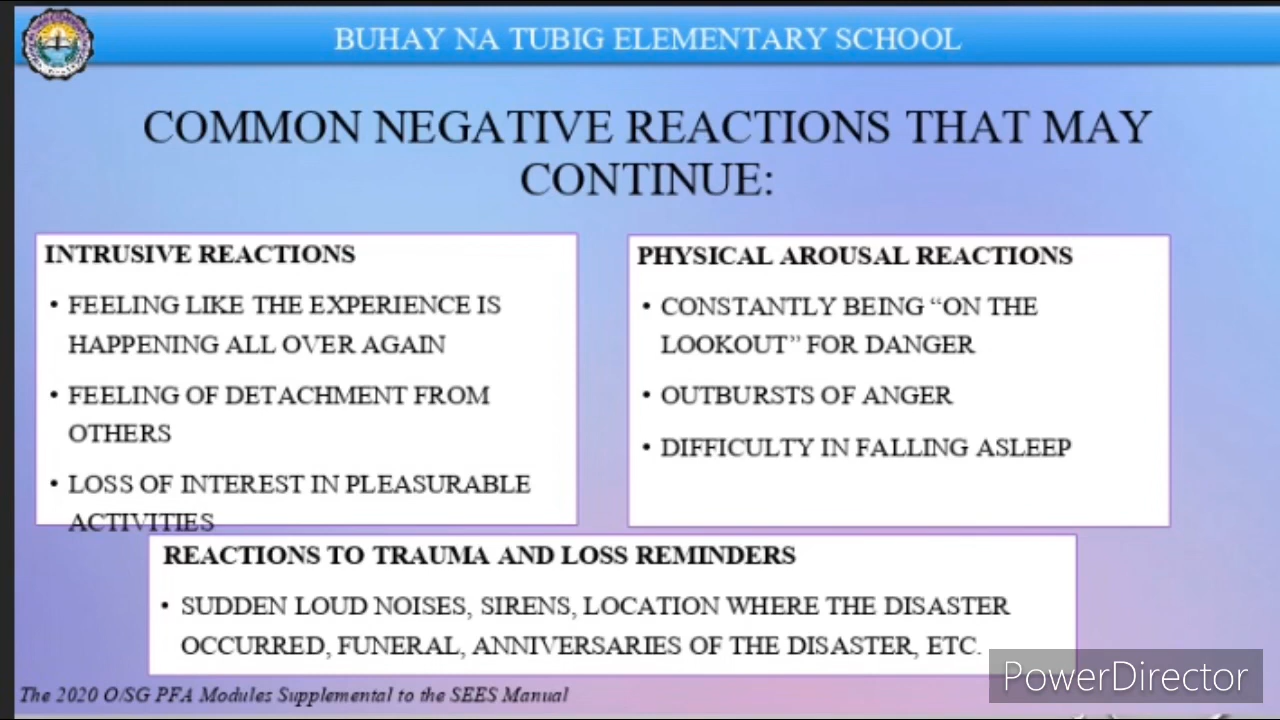 BUHAY NA TUBIG ELEMENTARY SCHOOL
COMMON NEGATIVE REACTIONS THAT MAY
CONTINUE:
INTRUSIVE REACTIONS
• FEELING LIKE THE EXPERIENCE IS
HAPPENING ALL OVER AGAIN
• FEELING OF DETACHMENT FROM
OTHERS
• LOSS OF INTEREST IN PLEASURABLE
ACTIVITIES
PHYSICAL AROUSAL REACTIONS
• CONSTANTLY BEING “ON THE
LOOKOUT” FOR DANGER
• OUTBURSTS OF ANGER
• DIFFICULTY IN FALLING ASLEEP
REACTIONS TO TRAUMA AND LOSS REMINDERS
• SUDDEN LOUD NOISES, SIRENS, LOCATION WHERE THE DISASTER
OCCURRED, FUNERAL, ANNIVERSARIES OF THE DISASTER, ETC.
The 2020 O/SG PFA Modules Supplemental to the SEES Manual
PowerDirector